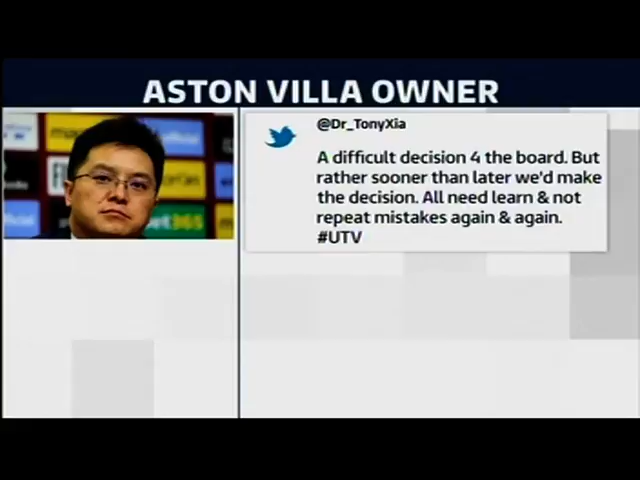 ASTON VILLA OWNER
@Dr_TonyXia
A difficult decision 4 the board. But
rather sooner than later we'd make
the decision. All need learn & not
repeat mistakes again & again.
#UTV
bet365